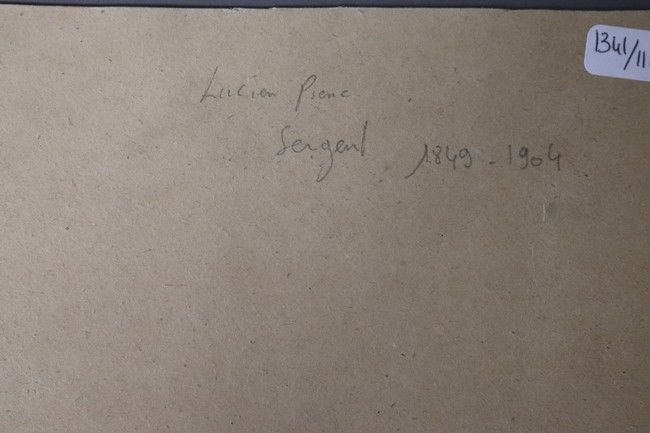 1341/11
Lucien Pierre
Sergent 1849 - 1904